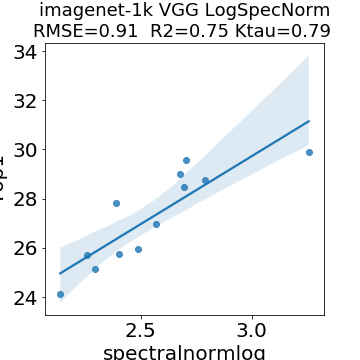 imagenet-1k VGG LogSpecNorm
RMSE=0.91 R2=0.75 Ktau=0.79
34
32
30
28
26
24
2.5 3.0
spectralnormlog